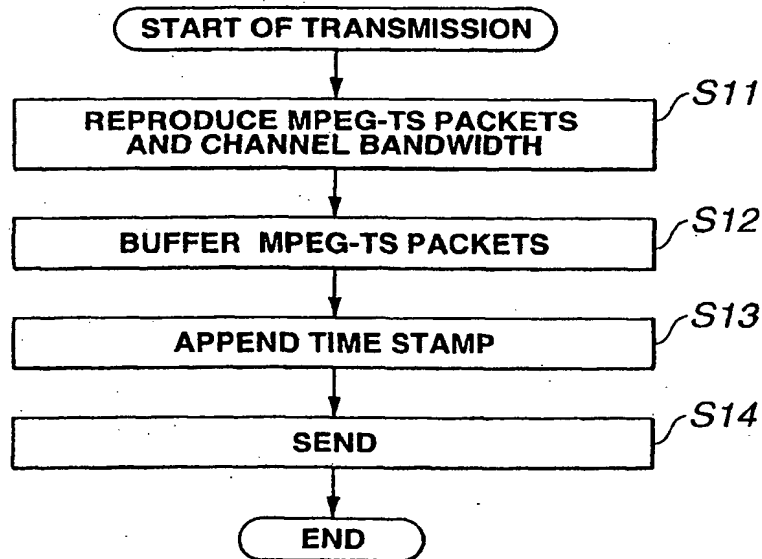 START OF TRANSMISSION
S11
REPRODUCE MPEG-TS PACKETS
AND CHANNEL BANDWIDTH
S12
BUFFER MPEG-TS PACKETS
S13
APPEND TIME STAMP
S14
SEND
END